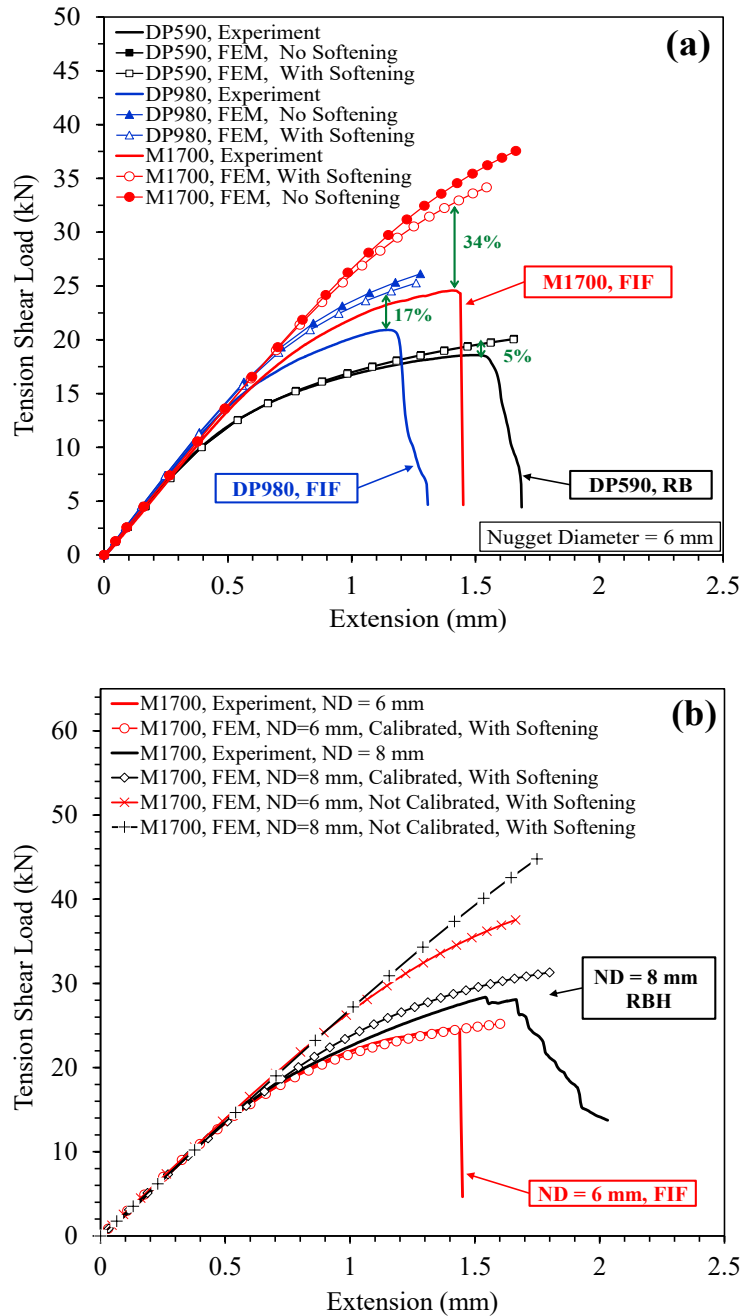 (a)
DP590, Experiment
DP590, FEM, No Softening
DP590, FEM, With Softening
DP980, Experiment
DP980, FEM, No Softening
DP980, FEM, With Softening
M1700, Experiment
M1700, FEM, With Softening
M1700, FEM, No Softening
50
45
40
35
30
25
20
15
10
5
0
Tension Shear Load (kN)
34%
M1700, FIF
17%
5%
DP980, FIF
DP590, RB
Nugget Diameter = 6 mm
0 0.5 1 1.5 2 2.5
Extension (mm)
(b)
M1700, Experiment, ND = 6 mm
M1700, FEM, ND=6 mm, Calibrated, With Softening
M1700, Experiment, ND = 8 mm
M1700, FEM, ND=8 mm, Calibrated, With Softening
M1700, FEM, ND=6 mm, Not Calibrated, With Softening
M1700, FEM, ND=8 mm, Not Calibrated, With Softening
60
50
40
30
20
10
0
Tension Shear Load (kN)
ND = 8 mm
RBH
ND = 6 mm, FIF
0 0.5 1 1.5 2 2.5
Extension (mm)